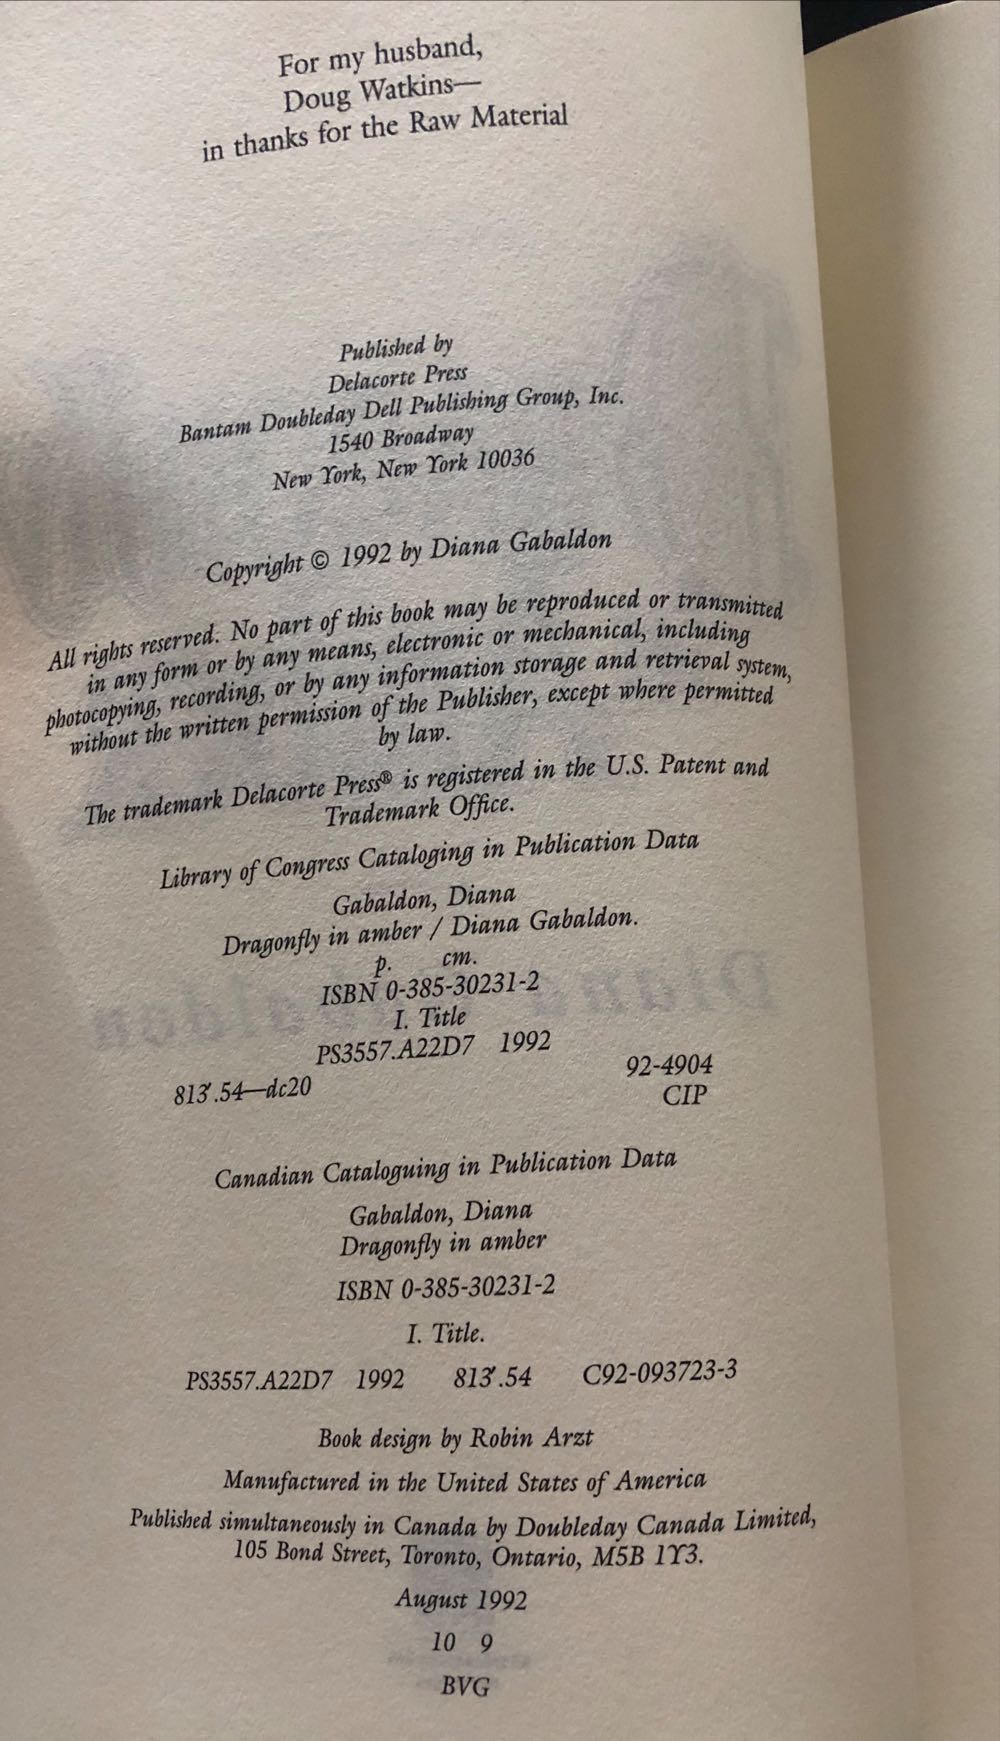 For my husband,
Doug Watkins—
in thanks for the Raw Material
Published by
Delacorte Press
Bantam Doubleday Dell Publishing Group, Inc.
1540 Broadway
New York, New York 10036
Copyright © 1992 by Diana Gabaldon
All rights reserved. No part of this book may be reproduced or transmitted
in any form or by any means, electronic or mechanical, including
photocopying, recording, or by any information storage and retrieval system,
without the written permission of the Publisher, except where permitted
by law.
The trademark Delacorte Press® is registered in the U.S. Patent and
Trademark Office.
Library of Congress Cataloging in Publication Data
Gabaldon, Diana
Dragonfly in amber / Diana Gabaldon.
p. cm.
ISBN 0-385-30231-2
I. Title
PS3557.A22D7 1992
813'.54—dc20 92-4904
CIP
Canadian Cataloguing in Publication Data
Gabaldon, Diana
Dragonfly in amber
ISBN 0-385-30231-2
I. Title.
PS3557.A22D7 1992 813'.54 C92-093723-3
Book design by Robin Arzt
Manufactured in the United States of America
Published simultaneously in Canada by Doubleday Canada Limited,
105 Bond Street, Toronto, Ontario, M5B 1Y3.
August 1992
10 9
BVG